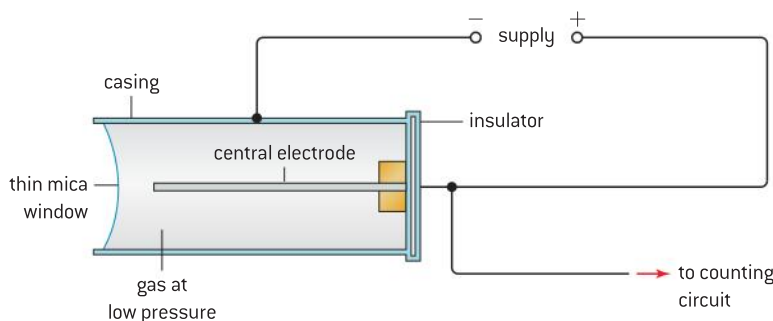 − supply +
casing
insulator
central electrode
thin mica
window
gas at
low pressure
to counting
circuit